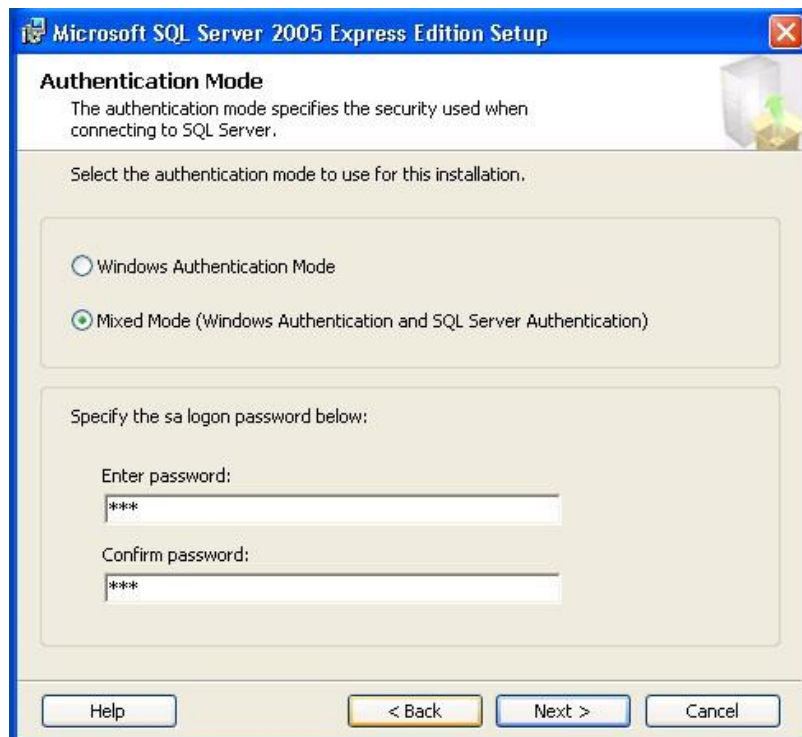 Microsoft SQL Server 2005 Express Edition Setup
Authentication Mode
The authentication mode specifies the security used when
connecting to SQL Server.
Select the authentication mode to use for this installation.
Windows Authentication Mode
Mixed Mode (Windows Authentication and SQL Server Authentication)
Specify the sa logon password below:
Enter password:
***
Confirm password:
***
Help
< Back
Next >
Cancel